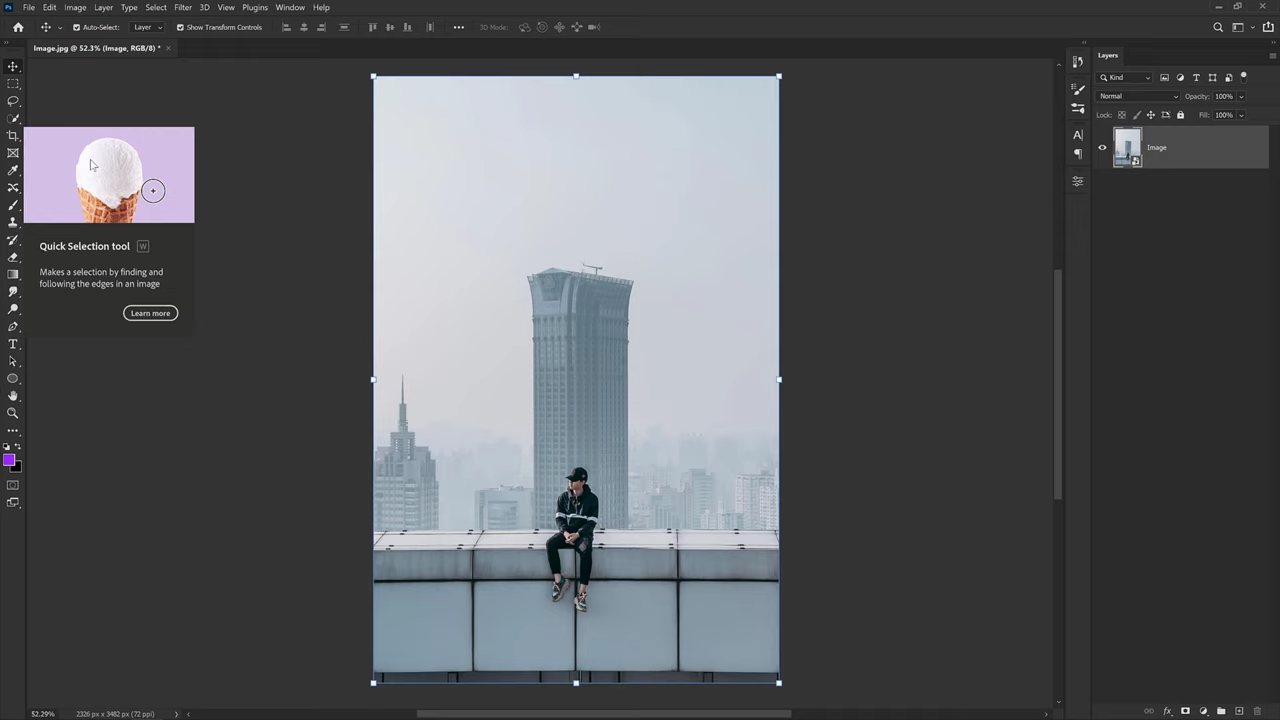 Ps File Edit Image Layer Type Select Filter 3D View Plugins Window Help
Auto-Select: Layer Show Transform Controls 3D Mode:
Image.jpg @ 52.3% (Image, RGB/8) *
Layers
Kind
Normal Opacity: 100%
Lock: Fill: 100%
Image
Quick Selection tool W
Makes a selection by finding and
following the edges in an image
Learn more
52.29% 2326 px x 3482 px (72 ppi)